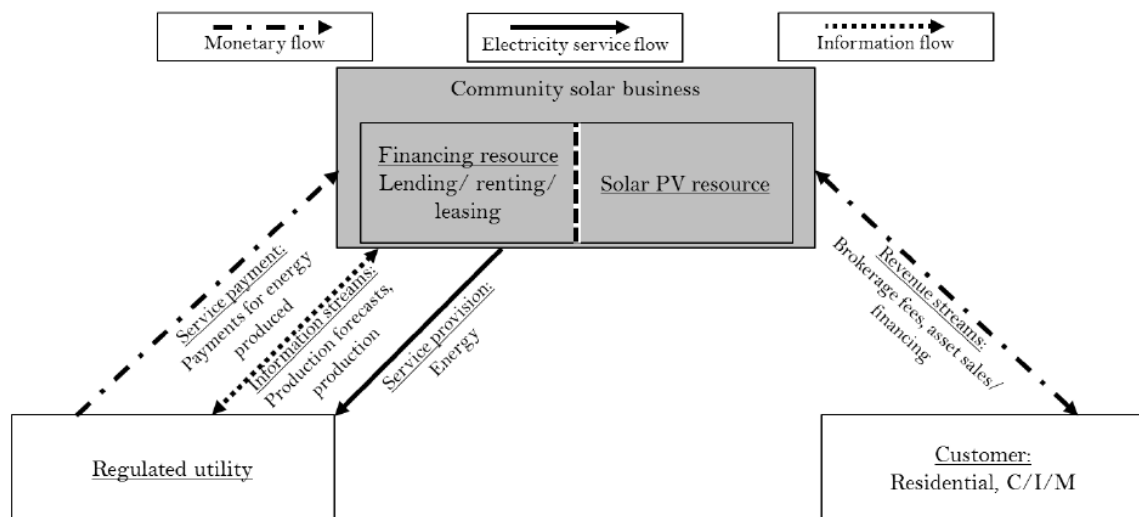 Monetary flow
Electricity service flow
Information flow
Community solar business
Financing resource
Lending/ renting/
leasing
Solar PV resource
Service payment:
Payments for energy
produced
Information streams:
Production forecasts,
production
Service provision:
Energy
Revenue streams:
Brokerage fees, asset sales/
financing
Regulated utility
Customer:
Residential, C/I/M